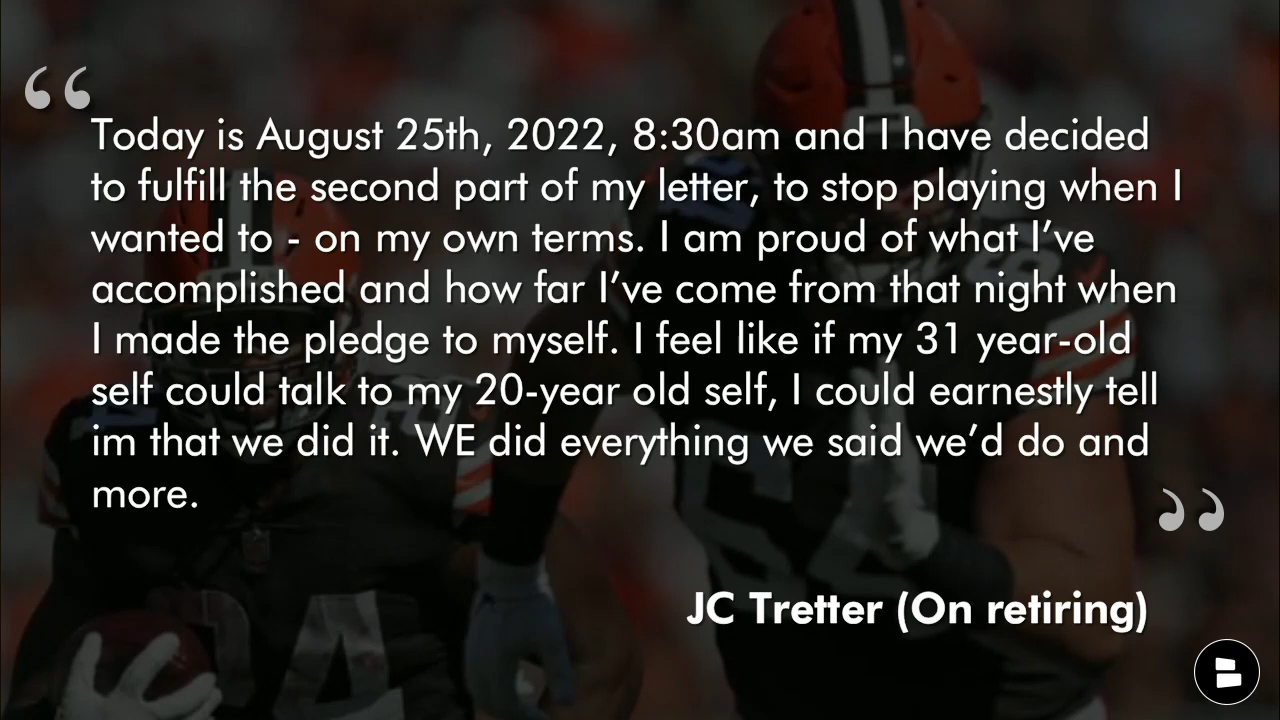 “
Today is August 25th, 2022, 8:30am and I have decided
to fulfill the second part of my letter, to stop playing when I
wanted to - on my own terms. I am proud of what I’ve
accomplished and how far I’ve come from that night when
I made the pledge to myself. I feel like if my 31 year-old
self could talk to my 20-year old self, I could earnestly tell
im that we did it. WE did everything we said we’d do and
more.
”
JC Tretter (On retiring)
24
64